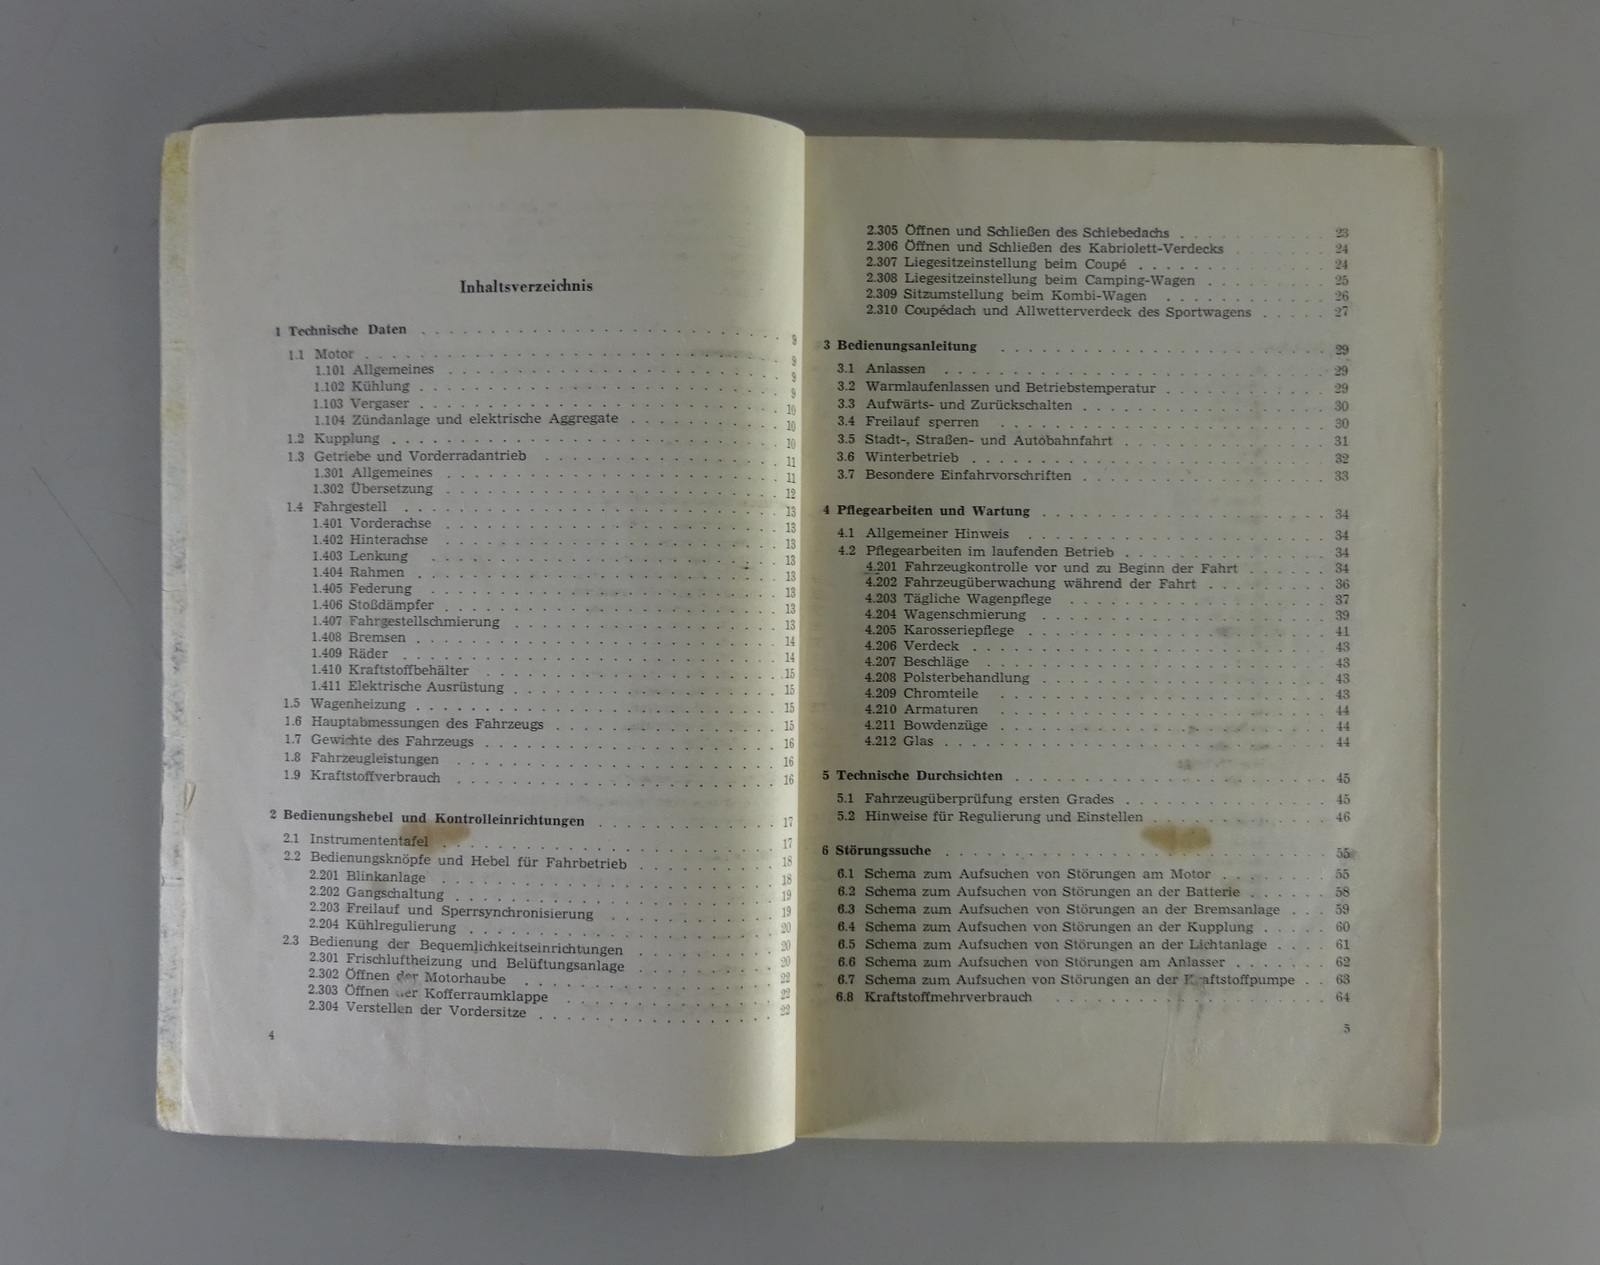 Inhaltsverzeichnis
1 Technische Daten . . . . . . . . . . 9
1.1 Motor . . . . . . . . . . 9
1.101 Allgemeines . . . . . . . . . . 9
1.102 Kühlung . . . . . . . . . . 9
1.103 Vergaser . . . . . . . . . . 10
1.104 Zündanlage und elektrische Aggregate . . . . . . . . . . 10
1.2 Kupplung . . . . . . . . . . 10
1.3 Getriebe und Vorderradantrieb . . . . . . . . . . 11
1.301 Allgemeines . . . . . . . . . . 11
1.302 Übersetzung . . . . . . . . . . 12
1.4 Fahrgestell . . . . . . . . . . 13
1.401 Vorderachse . . . . . . . . . . 13
1.402 Hinterachse . . . . . . . . . . 13
1.403 Lenkung . . . . . . . . . . 13
1.404 Rahmen . . . . . . . . . . 13
1.405 Federung . . . . . . . . . . 13
1.406 Stoßdämpfer . . . . . . . . . . 13
1.407 Fahrgestellschmierung . . . . . . . . . . 13
1.408 Bremsen . . . . . . . . . . 14
1.409 Räder . . . . . . . . . . 14
1.410 Kraftstoffbehälter . . . . . . . . . . 15
1.411 Elektrische Ausrüstung . . . . . . . . . . 15
1.5 Wagenheizung . . . . . . . . . . 15
1.6 Hauptabmessungen des Fahrzeugs . . . . . . . . . . 15
1.7 Gewichte des Fahrzeugs . . . . . . . . . . 16
1.8 Fahrzeugleistungen . . . . . . . . . . 16
1.9 Kraftstoffverbrauch . . . . . . . . . . 16
2 Bedienungshebel und Kontrolleinrichtungen . . . . . . . . . . 17
2.1 Instrumententafel . . . . . . . . . . 17
2.2 Bedienungsknöpfe und Hebel für Fahrbetrieb . . . . . . . . . . 18
2.201 Blinkanlage . . . . . . . . . . 18
2.202 Gangschaltung . . . . . . . . . . 19
2.203 Freilauf und Sperrsynchronisierung . . . . . . . . . . 19
2.204 Kühlregulierung . . . . . . . . . . 20
2.3 Bedienung der Bequemlichkeitseinrichtungen . . . . . . . . . . 20
2.301 Frischluftheizung und Belüftungsanlage . . . . . . . . . . 20
2.302 Öffnen der Motorhaube . . . . . . . . . . 22
2.303 Öffnen der Kofferraumklappe . . . . . . . . . . 22
2.304 Verstellen der Vordersitze . . . . . . . . . . 22
4
2.305 Öffnen und Schließen des Schiebedachs . . . . . . . . . . 23
2.306 Öffnen und Schließen des Kabriolett-Verdecks . . . . . . 24
2.307 Liegesitzeinstellung beim Coupé . . . . . . . . . . 24
2.308 Liegesitzeinstellung beim Camping-Wagen . . . . . . . . 25
2.309 Sitzumstellung beim Kombi-Wagen . . . . . . . . . . 26
2.310 Coupédach und Allwetterverdeck des Sportwagens . . . . . 27
3 Bedienungsanleitung . . . . . . . . . . 29
3.1 Anlassen . . . . . . . . . . 29
3.2 Warmlaufenlassen und Betriebstemperatur . . . . . . . . . . 29
3.3 Aufwärts- und Zurückschalten . . . . . . . . . . 30
3.4 Freilauf sperren . . . . . . . . . . 30
3.5 Stadt-, Straßen- und Autobahnfahrt . . . . . . . . . . 31
3.6 Winterbetrieb . . . . . . . . . . 32
3.7 Besondere Einfahrvorschriften . . . . . . . . . . 33
4 Pflegearbeiten und Wartung . . . . . . . . . . 34
4.1 Allgemeiner Hinweis . . . . . . . . . . 34
4.2 Pflegearbeiten im laufenden Betrieb . . . . . . . . . . 34
4.201 Fahrzeugkontrolle vor und zu Beginn der Fahrt . . . . . 34
4.202 Fahrzeugüberwachung während der Fahrt . . . . . . . . 36
4.203 Tägliche Wagenpflege . . . . . . . . . . 37
4.204 Wagenschmierung . . . . . . . . . . 39
4.205 Karosseriepflege . . . . . . . . . . 41
4.206 Verdeck . . . . . . . . . . 43
4.207 Beschläge . . . . . . . . . . 43
4.208 Polsterbehandlung . . . . . . . . . . 43
4.209 Chromteile . . . . . . . . . . 43
4.210 Armaturen . . . . . . . . . . 44
4.211 Bowdenzüge . . . . . . . . . . 44
4.212 Glas . . . . . . . . . . 44
5 Technische Durchsichten . . . . . . . . . . 45
5.1 Fahrzeugüberprüfung ersten Grades . . . . . . . . . . 45
5.2 Hinweise für Regulierung und Einstellen . . . . . . . . . . 46
6 Störungssuche . . . . . . . . . . 55
6.1 Schema zum Aufsuchen von Störungen am Motor . . . . . . . 55
6.2 Schema zum Aufsuchen von Störungen an der Batterie . . . . . 58
6.3 Schema zum Aufsuchen von Störungen an der Bremsanlage . . . 59
6.4 Schema zum Aufsuchen von Störungen an der Kupplung . . . . . 60
6.5 Schema zum Aufsuchen von Störungen an der Lichtanlage . . . . 61
6.6 Schema zum Aufsuchen von Störungen am Anlasser . . . . . . 62
6.7 Schema zum Aufsuchen von Störungen an der Kraftstoffpumpe . . 63
6.8 Kraftstoffmehrverbrauch . . . . . . . . . . 64
5